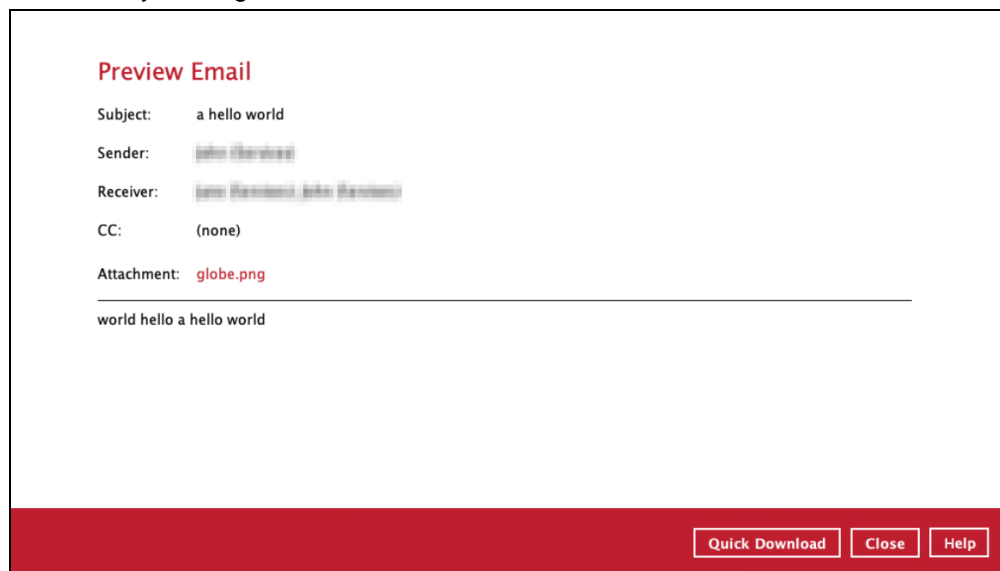 Preview Email
Subject: a hello world
Sender:
Receiver:
CC: (none)
Attachment: globe.png
world hello a hello world
Quick Download Close Help